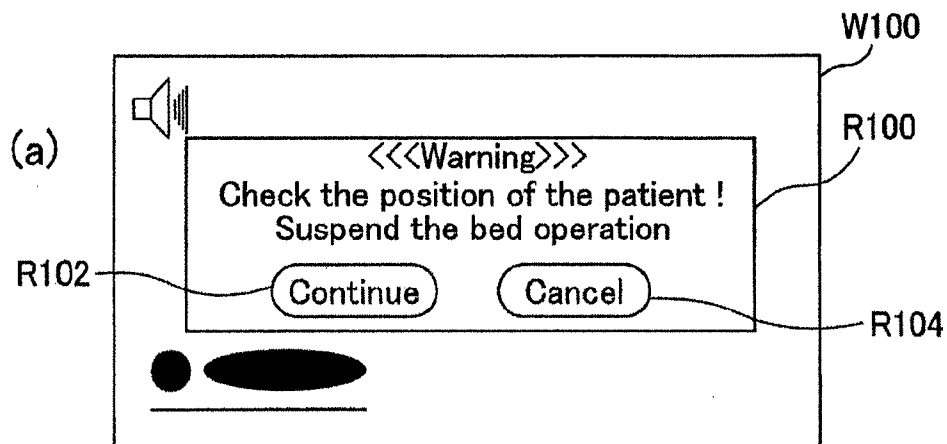 W100
(a)
R100
<<<Warning>>>
Check the position of the patient !
Suspend the bed operation
R102
Continue
Cancel
R104